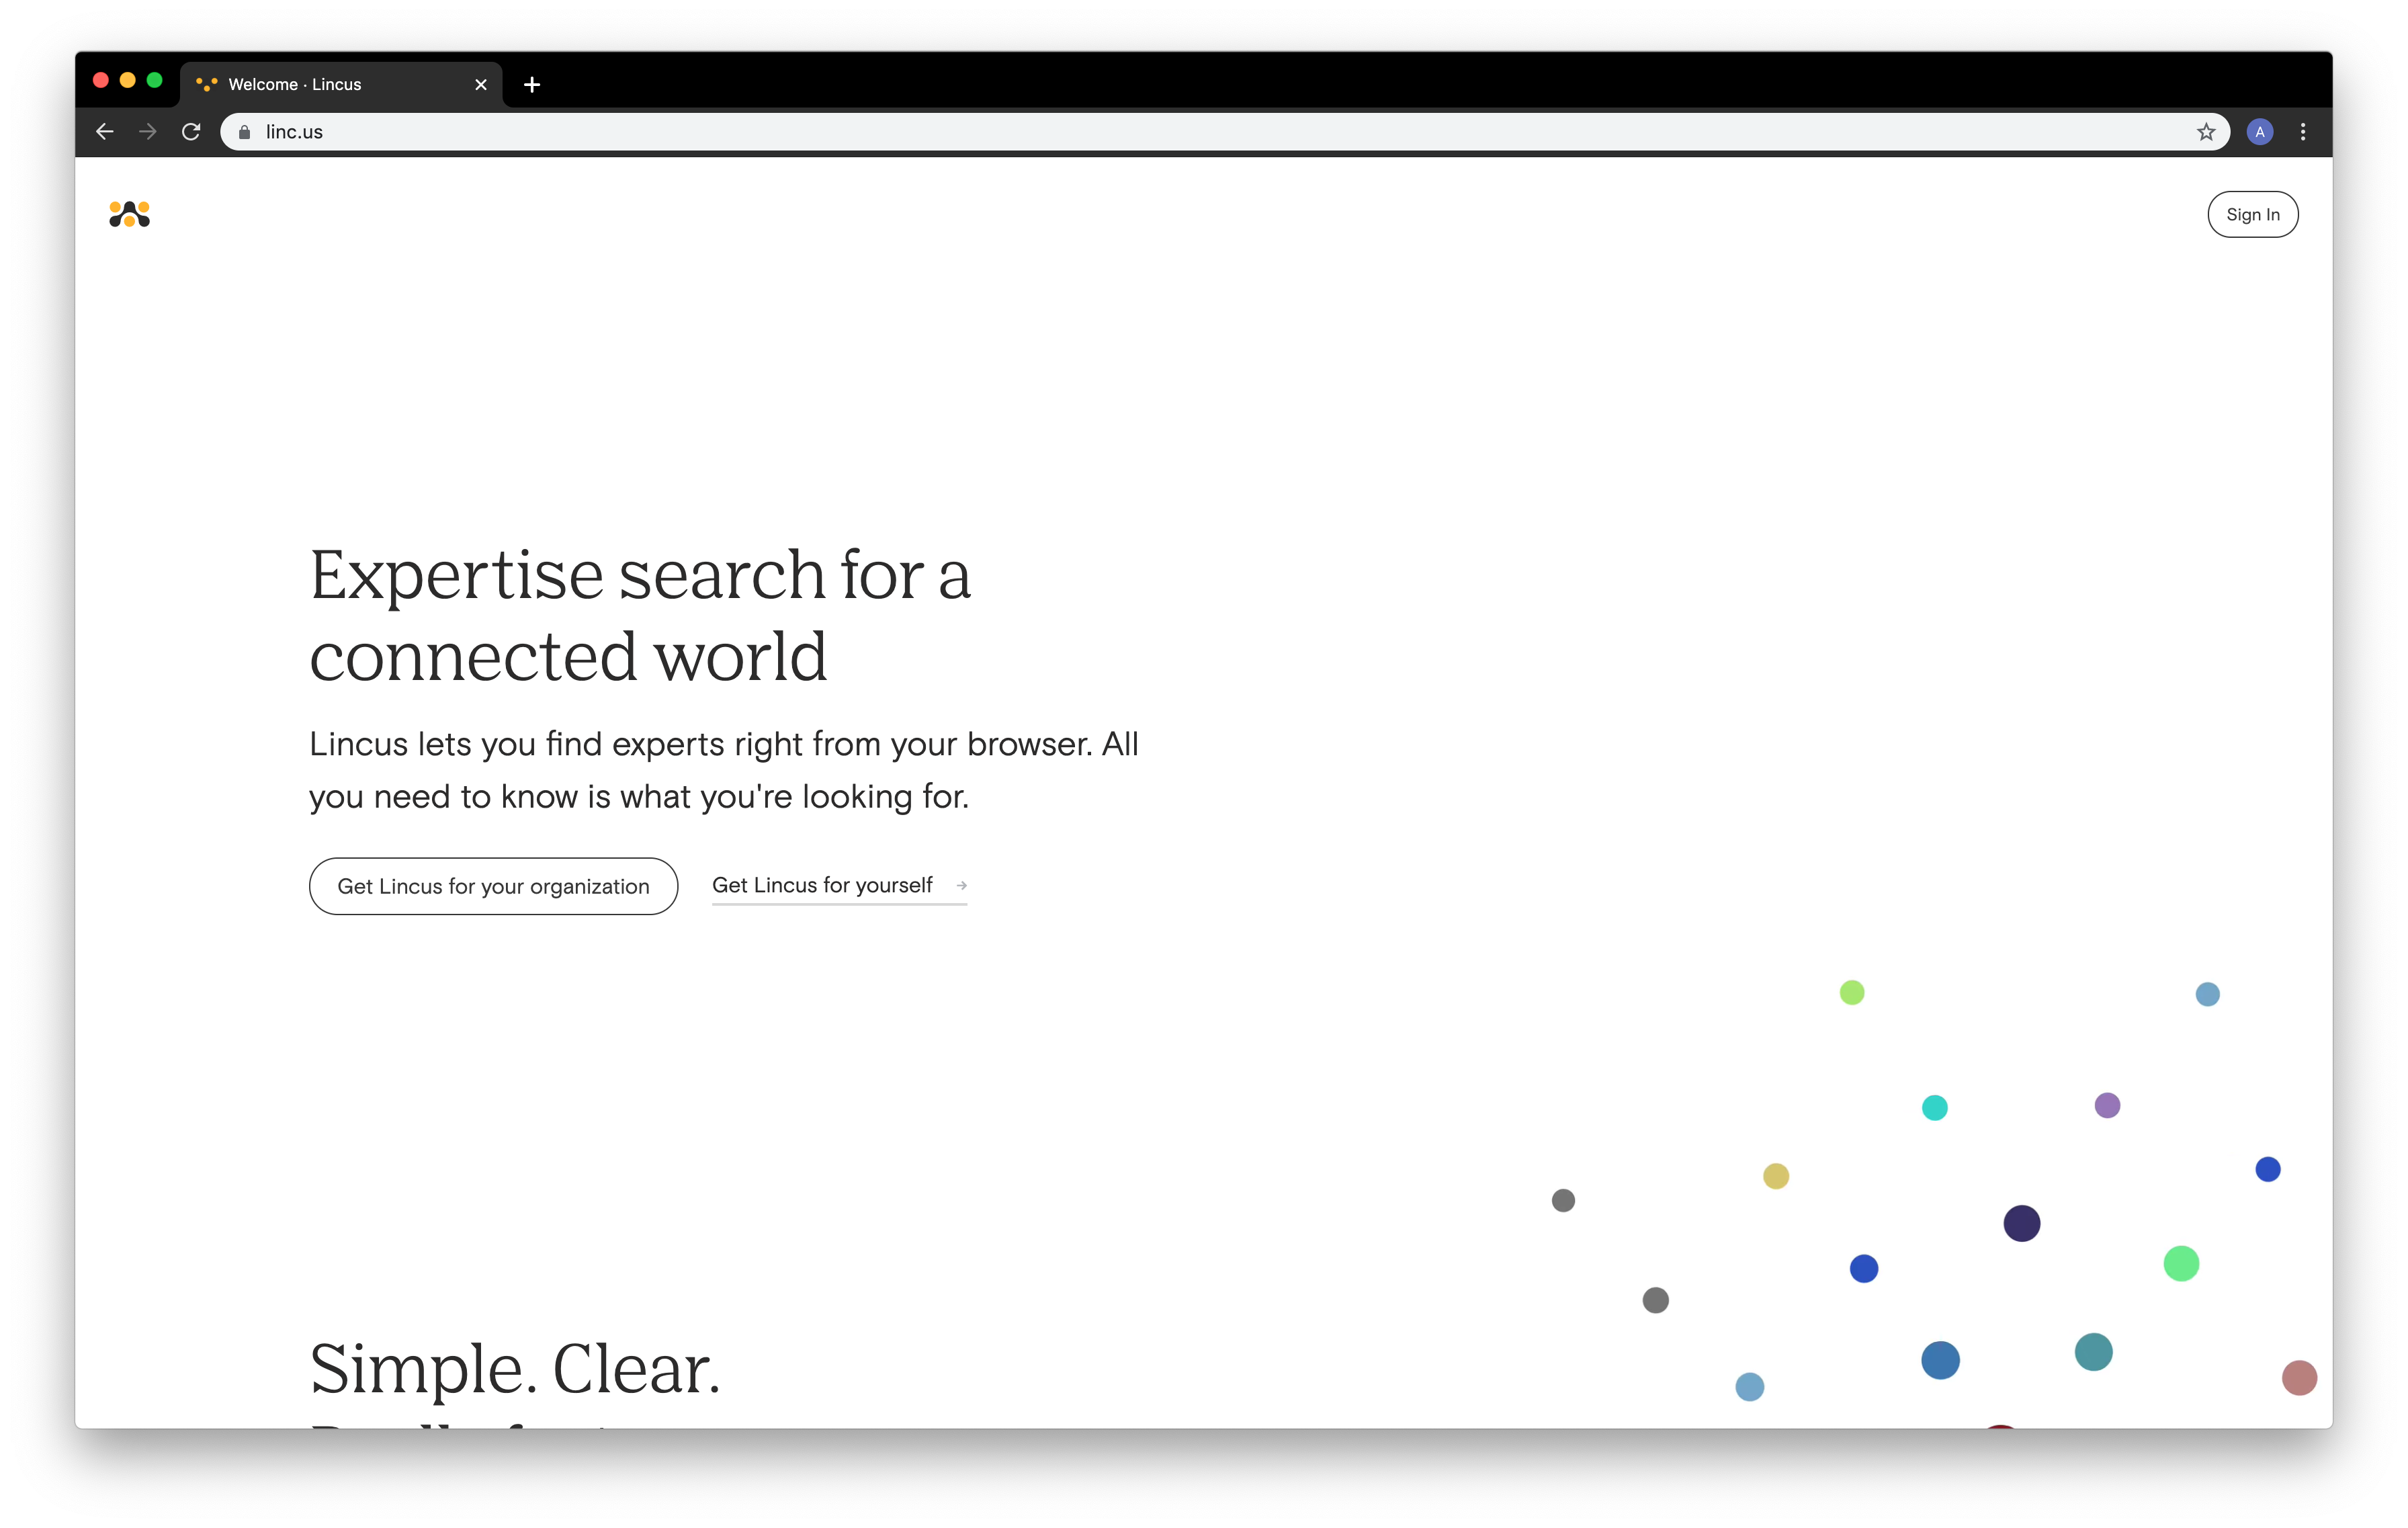 Welcome · Lincus
linc.us
A
Sign In
Expertise search for a
connected world
Lincus lets you find experts right from your browser. All
you need to know is what you're looking for.
Get Lincus for your organization
Get Lincus for yourself →
Simple. Clear.